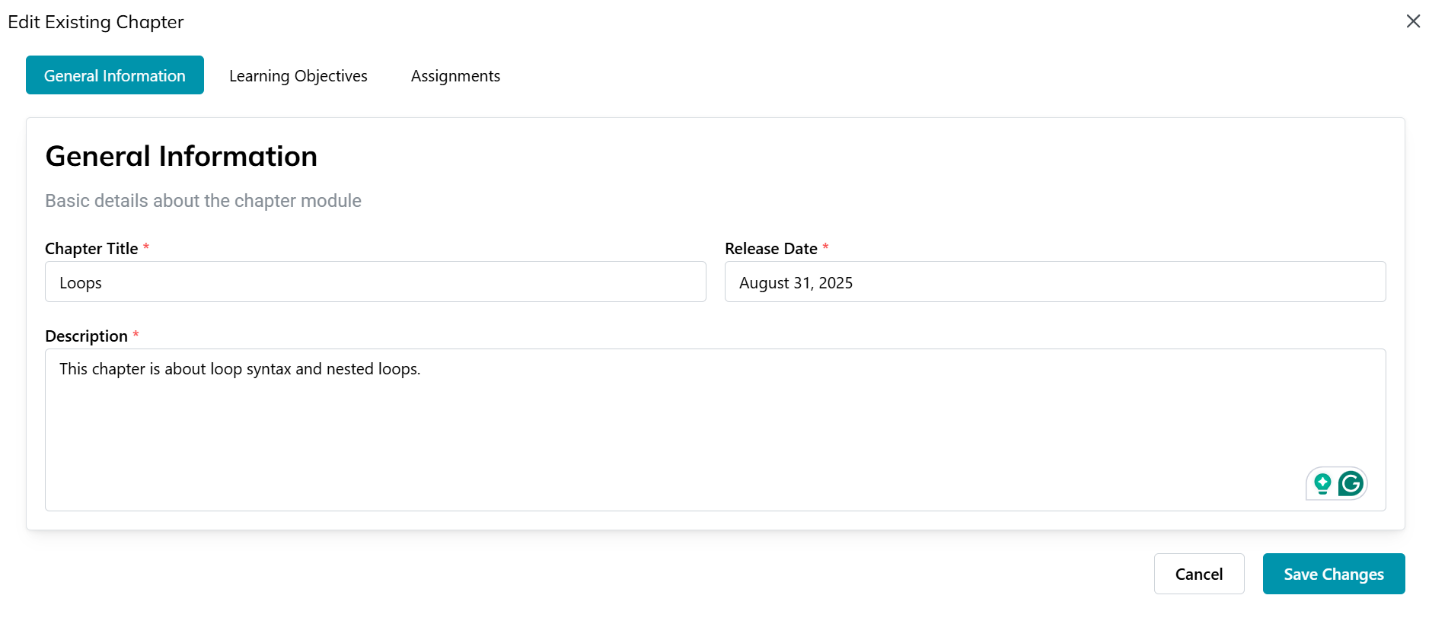 Edit Existing Chapter
General Information Learning Objectives Assignments
General Information
Basic details about the chapter module
Chapter Title * Release Date *
Loops August 31, 2025
Description *
This chapter is about loop syntax and nested loops.
Cancel Save Changes